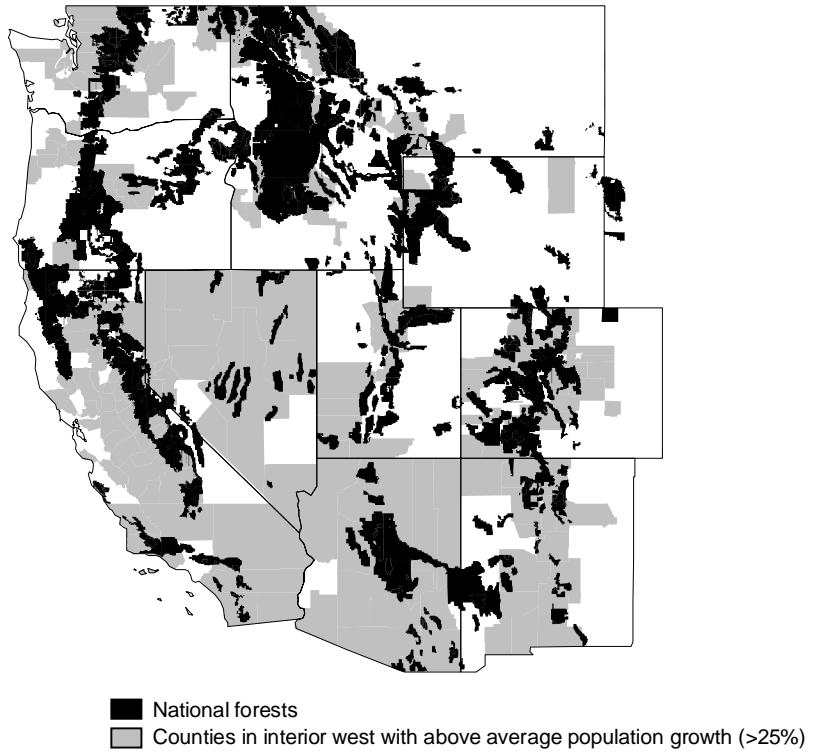 National forests
Counties in interior west with above average population growth (>25%)